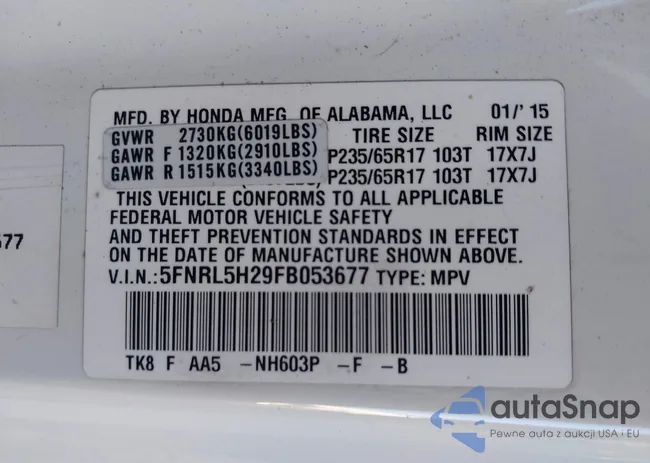 MFD. BY HONDA MFG. OF ALABAMA, LLC 01/'15
GVWR 2730KG(6019LBS) TIRE SIZE RIM SIZE
GAWR F 1320KG(2910LBS) P235/65R17 103T 17X7J
GAWR R 1515KG(3340LBS) P235/65R17 103T 17X7J
THIS VEHICLE CONFORMS TO ALL APPLICABLE
FEDERAL MOTOR VEHICLE SAFETY
AND THEFT PREVENTION STANDARDS IN EFFECT
ON THE DATE OF MANUFACTURE SHOWN ABOVE.
V.I.N.:5FNRL5H29FB053677 TYPE: MPV
TK8 F AA5 -NH603P -F -B
677
autaSnap
Pewne auta z aukcji USA i EU